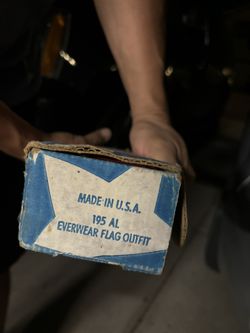 MADE IN U.S.A.
195 AL
EVERWEAR FLAG OUTFIT